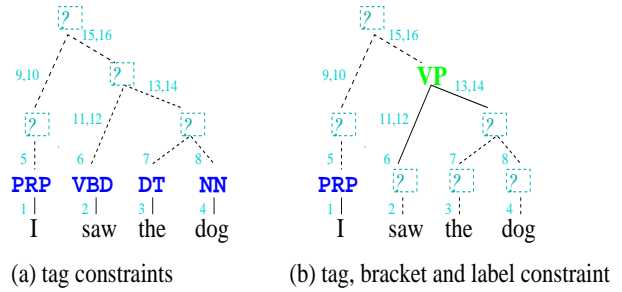 ? ?
15,16 15,16
9,10 ? 13,14 9,10 VP 13,14
? 11,12 ? ? 11,12 ?
5 6 7 8 5 6 7 8
PRP VBD DT NN PRP ? ? ?
1 2 3 4 1 2 3 4
I saw the dog I saw the dog
(a) tag constraints (b) tag, bracket and label constraint